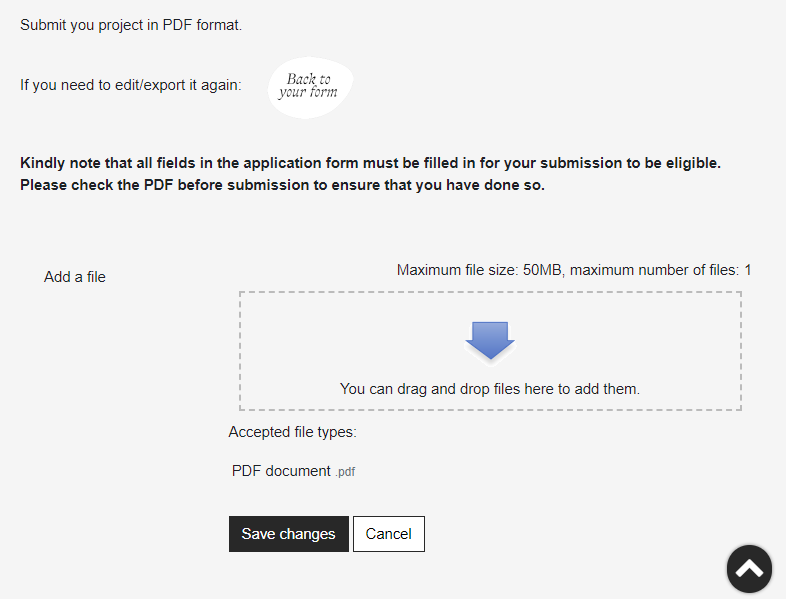 Submit you project in PDF format.
If you need to edit/export it again:
Back to
your form
Kindly note that all fields in the application form must be filled in for your submission to be eligible.
Please check the PDF before submission to ensure that you have done so.
Add a file
Maximum file size: 50MB, maximum number of files: 1
You can drag and drop files here to add them.
Accepted file types:
PDF document .pdf
Save changes
Cancel